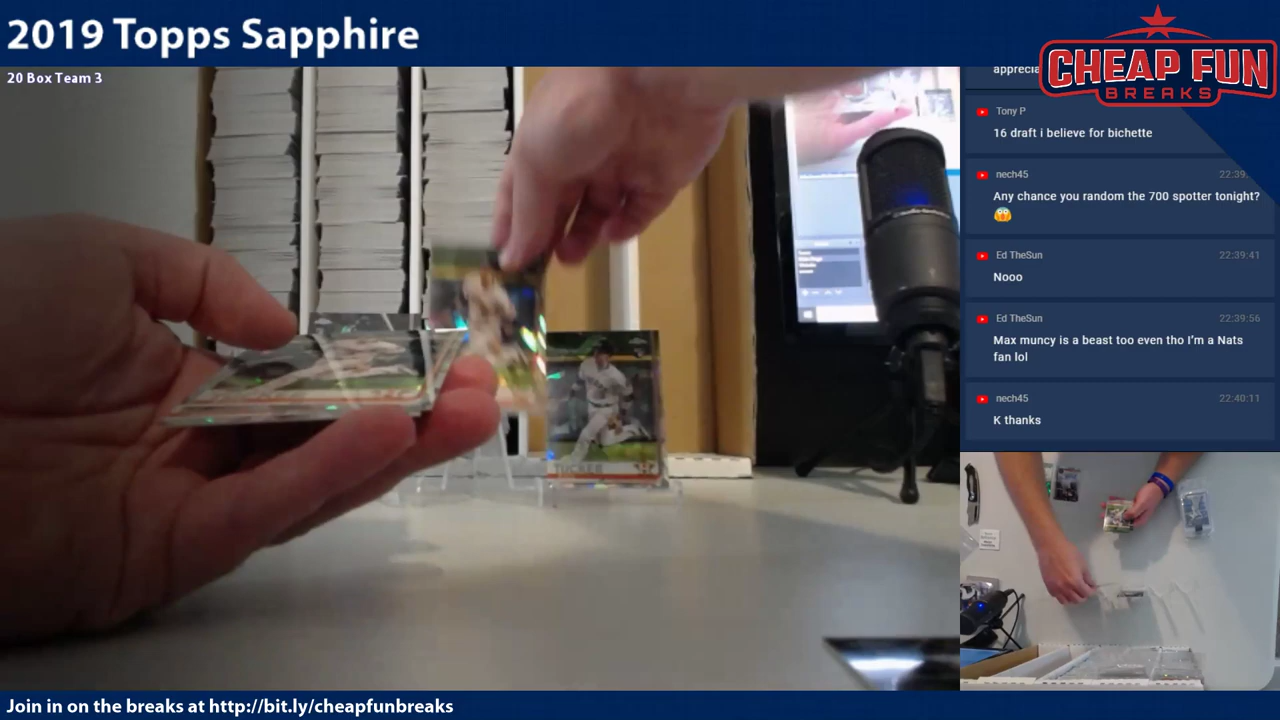 2019 Topps Sapphire
20 Box Team 3
CHEAP FUN
BREAKS
Tony P
16 draft i believe for bichette
nech45
Any chance you random the 700 spotter tonight?
Ed TheSun 22:39:41
Nooo
Ed TheSun 22:39:56
Max muncy is a beast too even tho I'm a Nats
fan lol
nech45 22:40:11
K thanks
TUCKER
Join in on the breaks at http://bit.ly/cheapfunbreaks